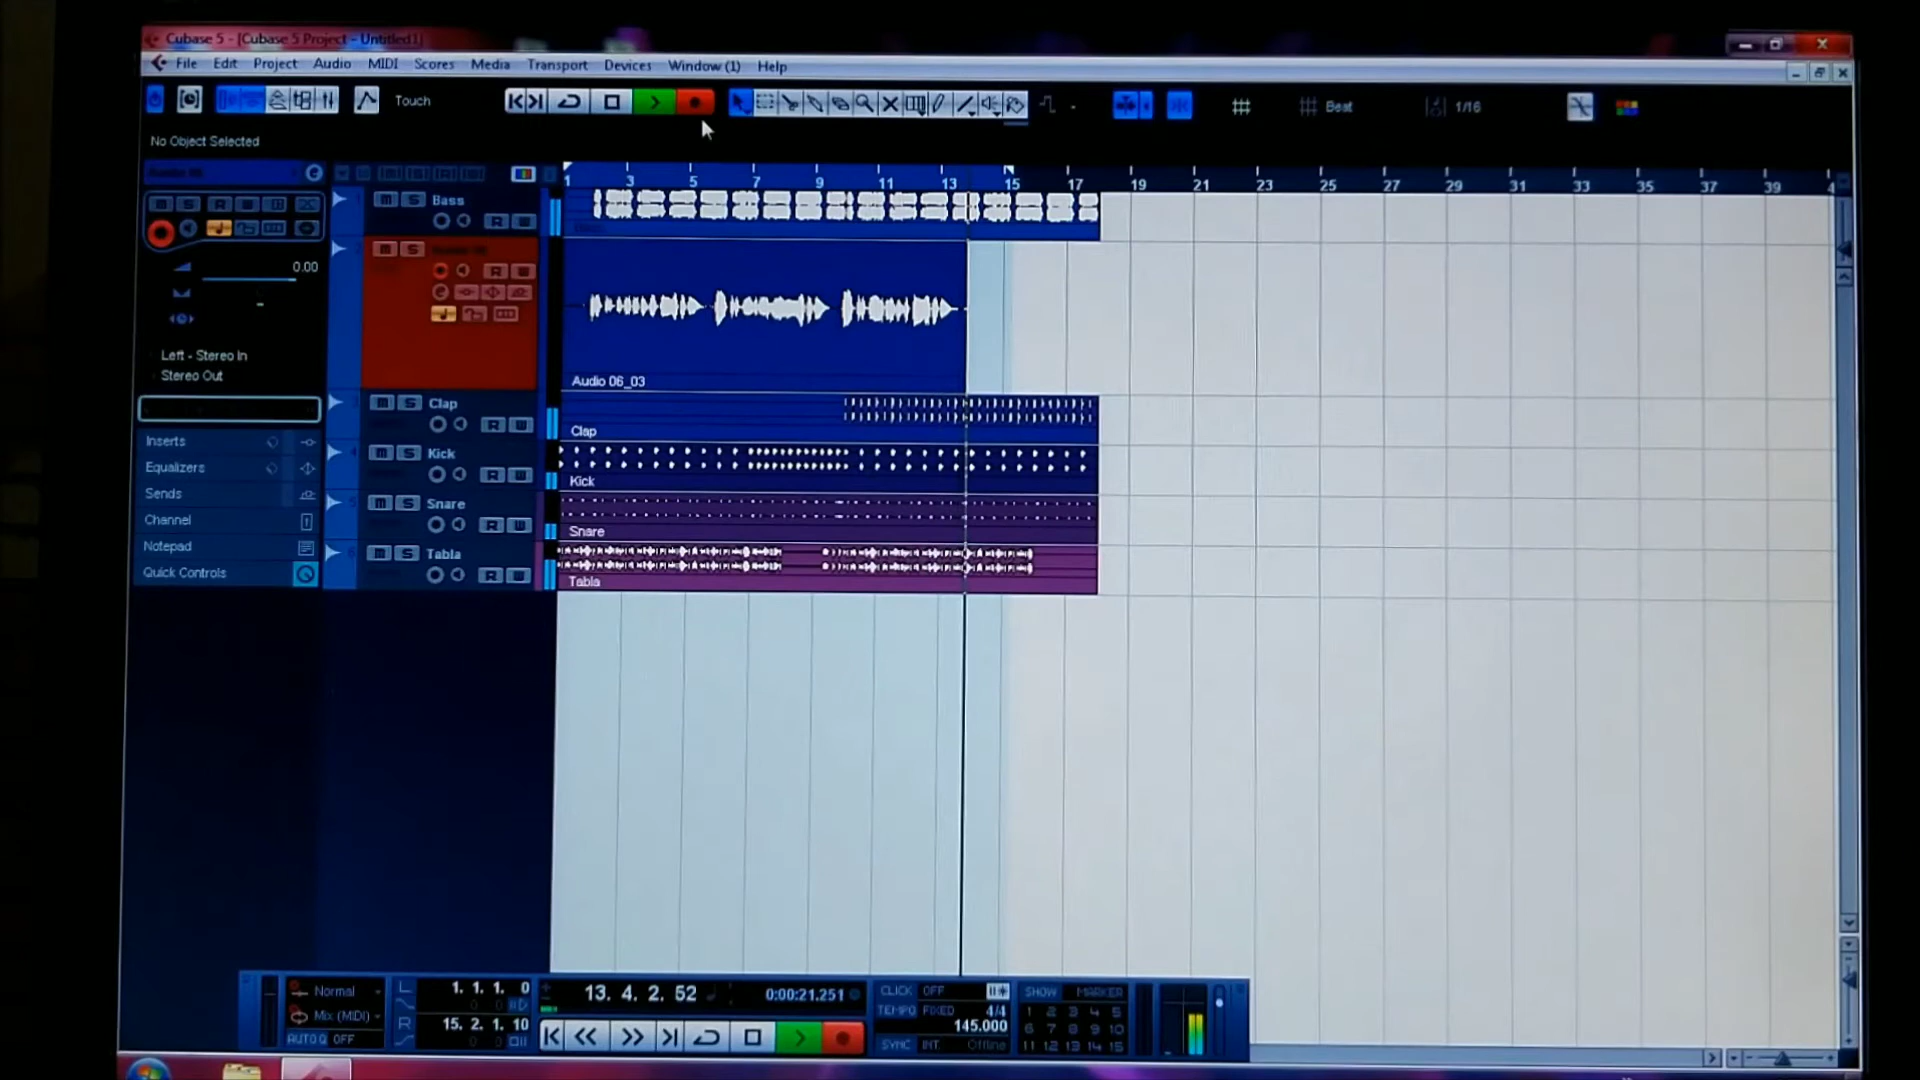 Cubase 5 - [Cubase 5 Project - Untitled1]
File Edit Project Audio MIDI Scores Media Transport Devices Window (1) Help
Touch
Beat
1/16
No Object Selected
1 3 5 7 9 11 13 15 17 19 21 23 25 27 29 31 33 35 37 39 4
M S Bass
R W
M S
R W
0.00
Left - Stereo In
Stereo Out
Audio 06_03
M S Clap
R W
Clap
M S Kick
R W
Kick
M S Snare
R W
Snare
M S Tabla
R W
Tabla
Inserts
Equalizers
Sends
Channel
Notepad
Quick Controls
Normal
Mix (MIDI)
AUTO Q OFF
L 1. 1. 1. 0
R 15. 2. 1. 10
13. 4. 2. 52
0:00:21.251
CLICK OFF
TEMPO FIXED 4/4
145.000
SYNC INT. Offline
SHOW MARKER
1 2 3 4 5
6 7 8 9 10
11 12 13 14 15